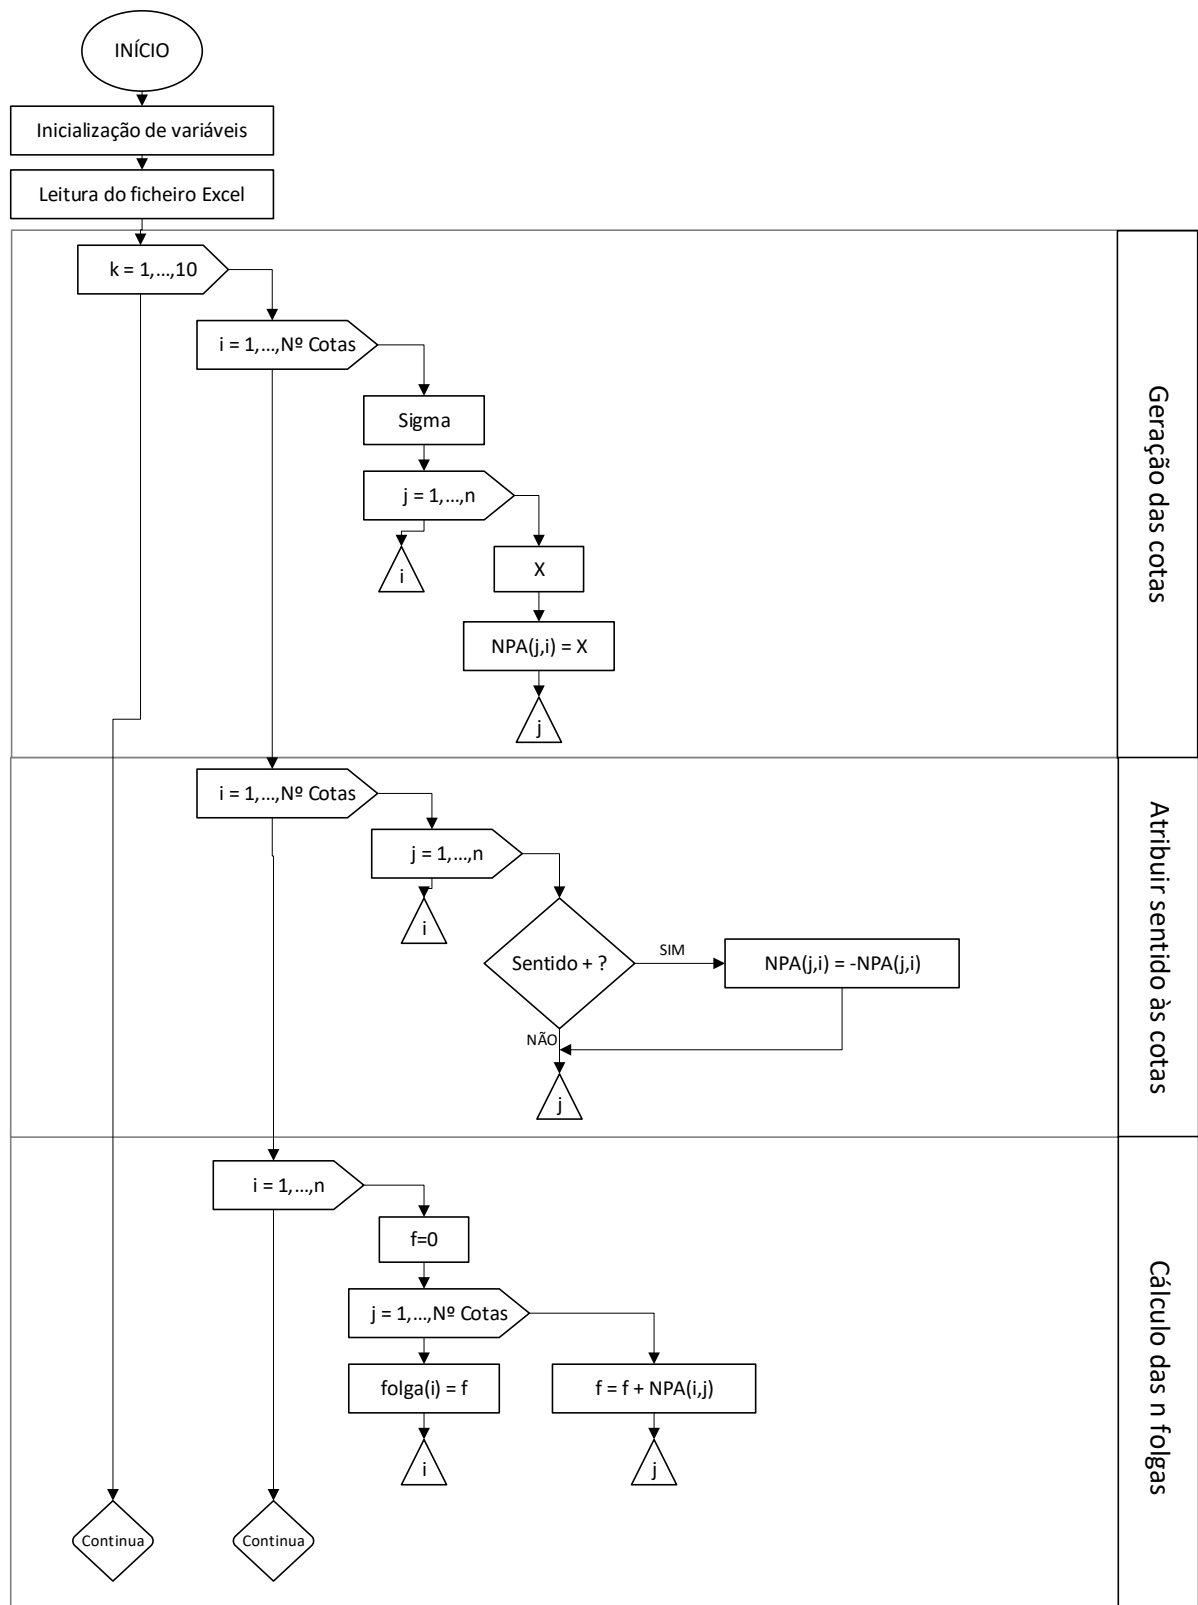 INÍCIO
Inicialização de variáveis
Leitura do ficheiro Excel
k = 1,...,10
i = 1,...,Nº Cotas
Sigma
j = 1,...,n
i
X
NPA(j,i) = X
j
Geração das cotas
i = 1,...,Nº Cotas
j = 1,...,n
i
Sentido + ?
SIM
NPA(j,i) = -NPA(j,i)
NÃO
j
Atribuir sentido às cotas
i = 1,...,n
f=0
j = 1,...,Nº Cotas
folga(i) = f
f = f + NPA(i,j)
i
j
Cálculo das n folgas
Continua
Continua